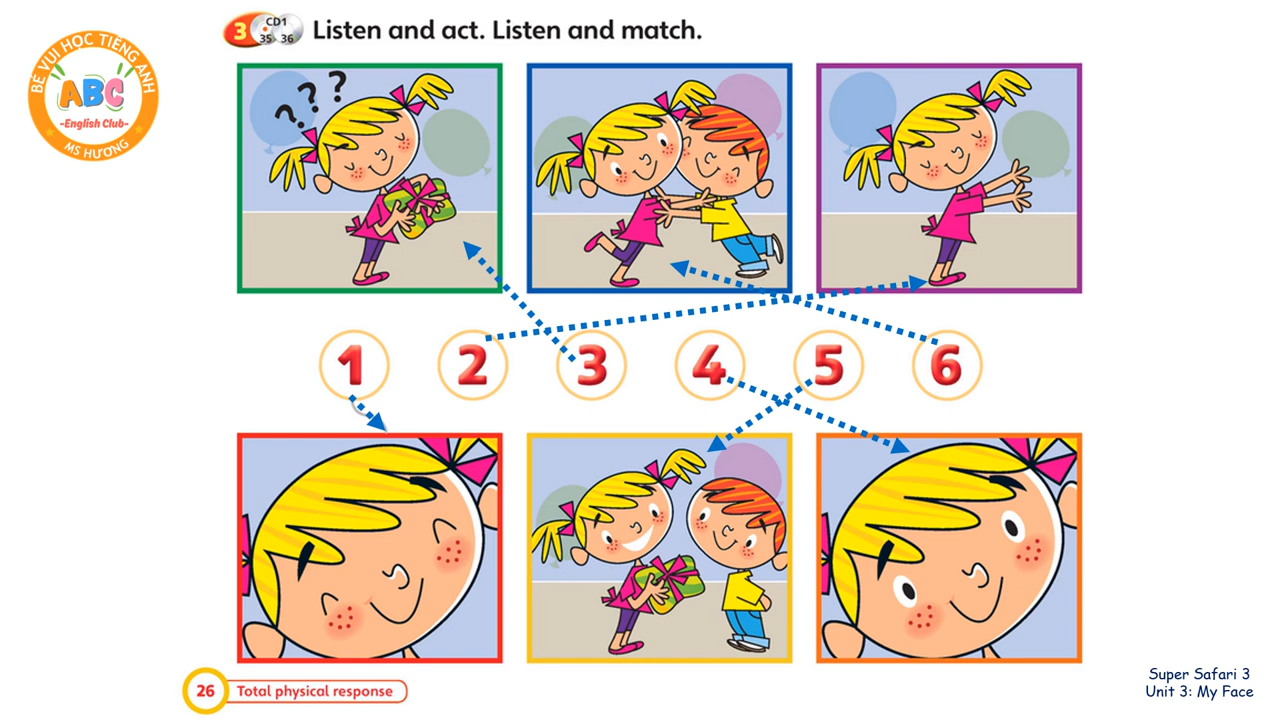 BÉ VUI HỌC TIẾNG ANH
ABC
-English Club-
MS HƯƠNG
3 CD1 35 36 Listen and act. Listen and match.
? ? ?
1 2 3 4 5 6
26 Total physical response
Super Safari 3
Unit 3: My Face